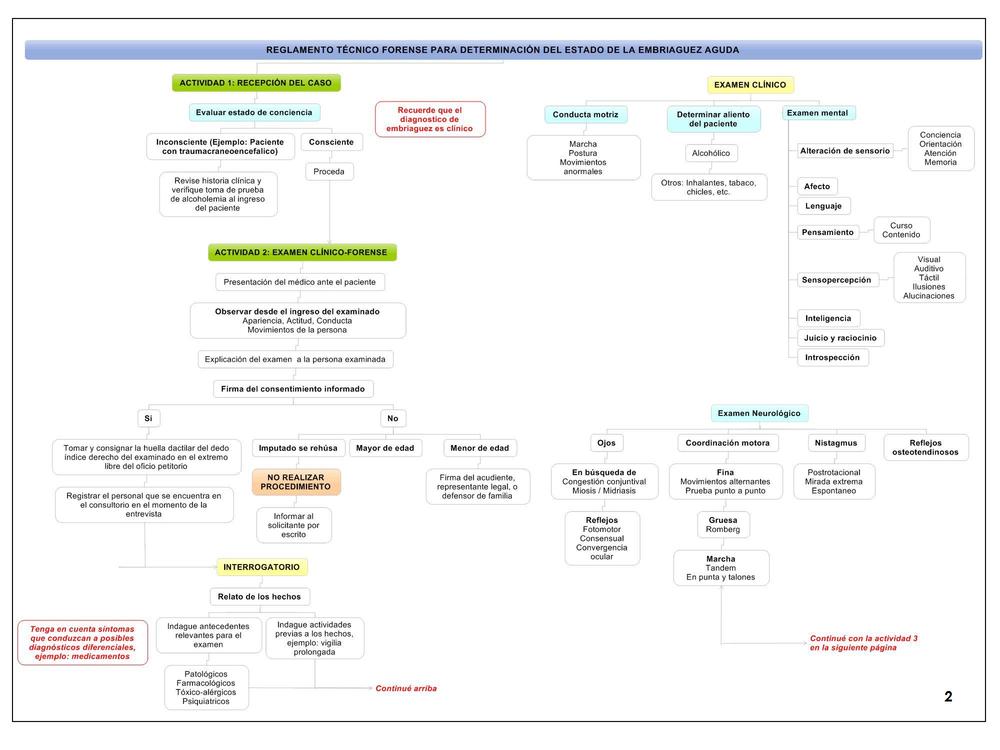 REGLAMENTO TÉCNICO FORENSE PARA DETERMINACIÓN DEL ESTADO DE LA EMBRIAGUEZ AGUDA
ACTIVIDAD 1: RECEPCIÓN DEL CASO
Evaluar estado de conciencia
Recuerde que el
diagnostico de
embriaguez es clínico
Inconsciente (Ejemplo: Paciente
con traumacraneoencefalico)
Consciente
Revise historia clínica y
verifique toma de prueba
de alcoholemia al ingreso
del paciente
Proceda
ACTIVIDAD 2: EXAMEN CLÍNICO-FORENSE
Presentación del médico ante el paciente
Observar desde el ingreso del examinado
Apariencia, Actitud, Conducta
Movimientos de la persona
Explicación del examen a la persona examinada
Firma del consentimiento informado
Sí
No
Tomar y consignar la huella dactilar del dedo
índice derecho del examinado en el extremo
libre del oficio petitorio
Registrar el personal que se encuentra en
el consultorio en el momento de la
entrevista
Imputado se rehúsa
Mayor de edad
Menor de edad
NO REALIZAR
PROCEDIMIENTO
Informar al
solicitante por
escrito
Firma del acudiente,
representante legal, o
defensor de familia
INTERROGATORIO
Relato de los hechos
Tenga en cuenta síntomas
que conduzcan a posibles
diagnósticos diferenciales,
ejemplo: medicamentos
Indague antecedentes
relevantes para el
examen
Indague actividades
previas a los hechos,
ejemplo: vigilia
prolongada
Patológicos
Farmacológicos
Tóxico-alérgicos
Psiquiatricos
Continué arriba
EXAMEN CLÍNICO
Conducta motriz
Determinar aliento
del paciente
Examen mental
Marcha
Postura
Movimientos
anormales
Alcohólico
Otros: Inhalantes, tabaco,
chicles, etc.
Alteración de sensorio
Conciencia
Orientación
Atención
Memoria
Afecto
Lenguaje
Pensamiento
Curso
Contenido
Sensopercepción
Visual
Auditivo
Táctil
Ilusiones
Alucinaciones
Inteligencia
Juicio y raciocinio
Introspección
Examen Neurológico
Ojos
Coordinación motora
Nistagmus
Reflejos
osteotendinosos
En búsqueda de
Congestión conjuntival
Miosis / Midriasis
Fina
Movimientos alternantes
Prueba punto a punto
Postrotacional
Mirada extrema
Espontaneo
Reflejos
Fotomotor
Consensual
Convergencia
ocular
Gruesa
Romberg
Marcha
Tandem
En punta y talones
Continué con la actividad 3
en la siguiente página
2